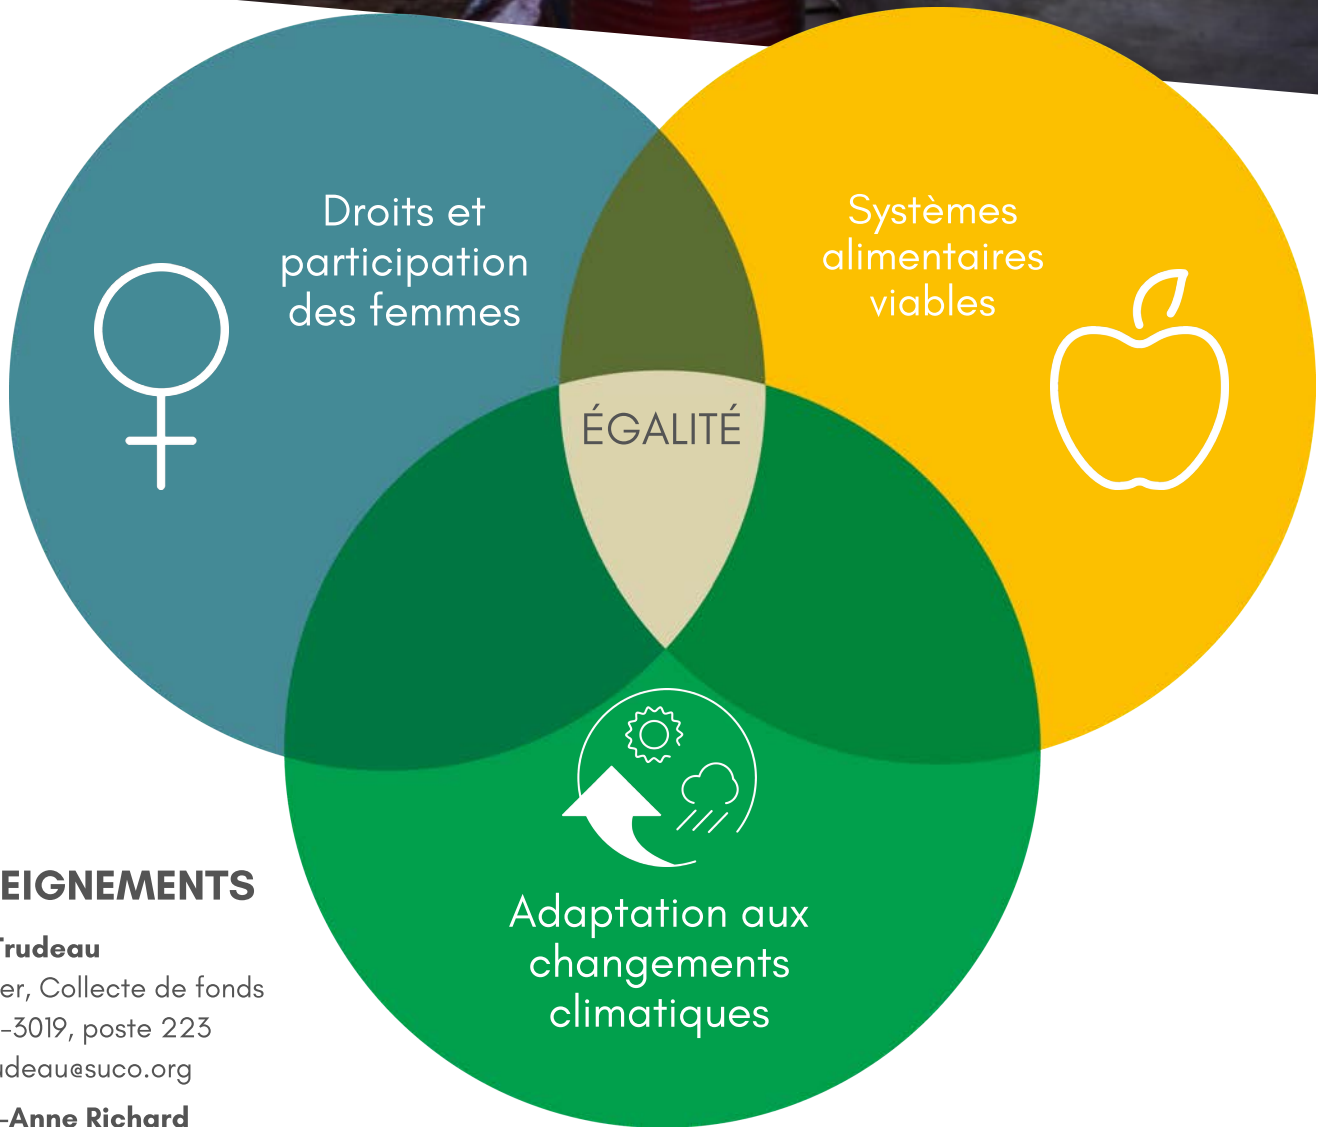 Droits et
participation
des femmes
Systèmes
alimentaires
viables
ÉGALITÉ
Adaptation aux
changements
climatiques
EIGNEMENTS
Trudeau
er, Collecte de fonds
-3019, poste 223
udeau@suco.org
-Anne Richard